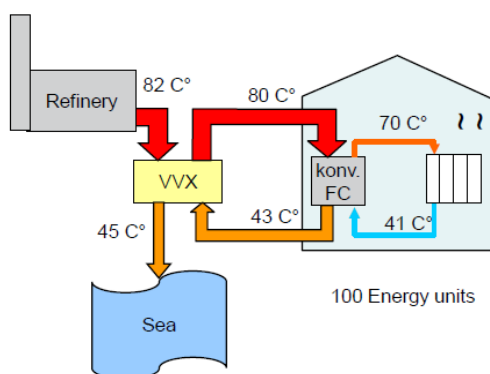 82 C°
80 C°
Refinery
70 C°
VVX
konv.
FC
45 C°
43 C°
41 C°
100 Energy units
Sea